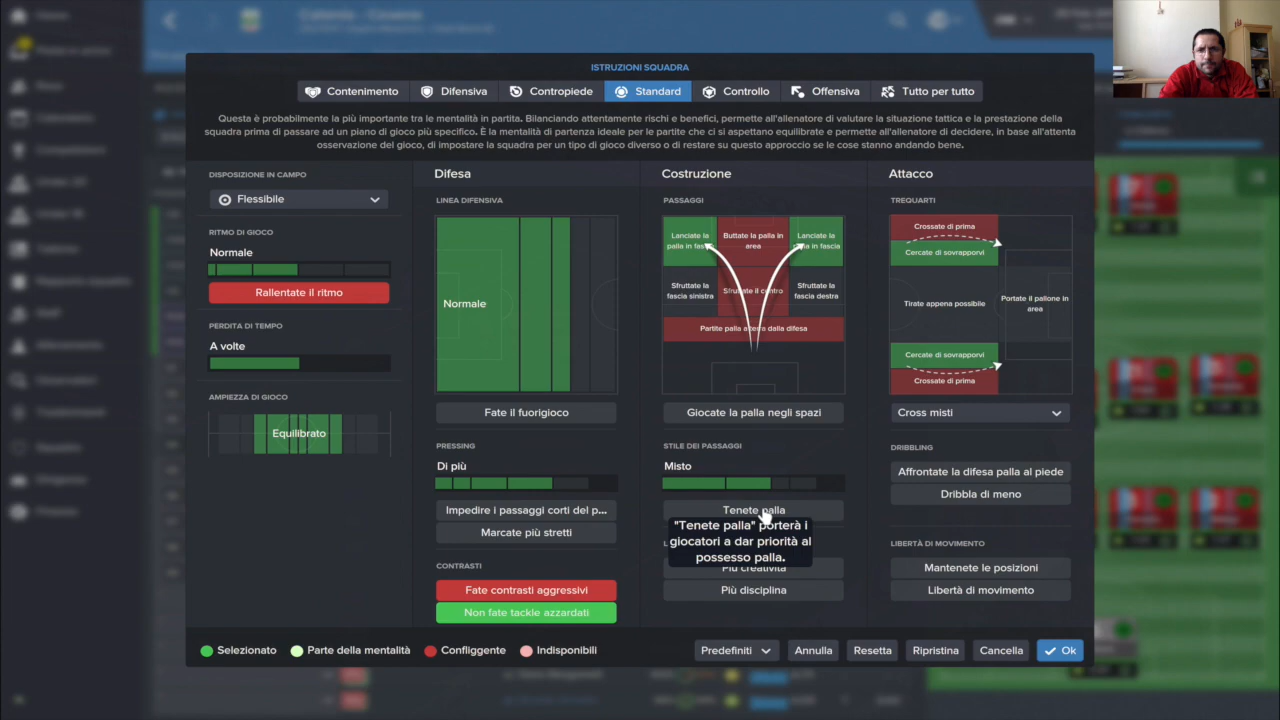 Catania - Casarsa
ISTRUZIONI SQUADRA
Contenimento
Difensiva
Contropiede
Standard
Controllo
Offensiva
Tutto per tutto
Questa è probabilmente la più importante tra le mentalità in partita. Bilanciando attentamente rischi e benefici, permette all'allenatore di valutare la situazione tattica e la prestazione della
squadra prima di passare ad un piano di gioco più specifico. È la mentalità di partenza ideale per le partite che ci si aspettano equilibrate e permette all'allenatore di decidere, in base all'attenta
osservazione del gioco, di impostare la squadra per un tipo di gioco diverso o di restare su questo approccio se le cose stanno andando bene.
DISPOSIZIONE IN CAMPO
Flessibile
RITMO DI GIOCO
Normale
Rallentate il ritmo
PERDITA DI TEMPO
A volte
AMPIEZZA DI GIOCO
Equilibrato
Difesa
LINEA DIFENSIVA
Normale
Fate il fuorigioco
PRESSING
Di più
Impedire i passaggi corti del p...
Marcate più stretti
CONTRASTI
Fate contrasti aggressivi
Non fate tackle azzardati
Costruzione
PASSAGGI
Lanciate la
palla in fascia
Buttate la palla in
area
Lanciate la
palla in fascia
Sfruttate la
fascia sinistra
Sfruttate il centro
Sfruttate la
fascia destra
Partite palla a terra dalla difesa
Giocate la palla negli spazi
STILE DEI PASSAGGI
Misto
Tenete palla
"Tenete palla" porterà i
giocatori a dar priorità al
possesso palla.
Più creatività
Più disciplina
Attacco
TREQUARTI
Crossate di prima
Cercate di sovrapporvi
Tirate appena possibile
Portate il pallone in
area
Cercate di sovrapporvi
Crossate di prima
Cross misti
DRIBBLING
Affrontate la difesa palla al piede
Dribbla di meno
LIBERTÀ DI MOVIMENTO
Mantenete le posizioni
Libertà di movimento
Selezionato
Parte della mentalità
Confliggente
Indisponibili
Predefiniti
Annulla
Resetta
Ripristina
Cancella
Ok